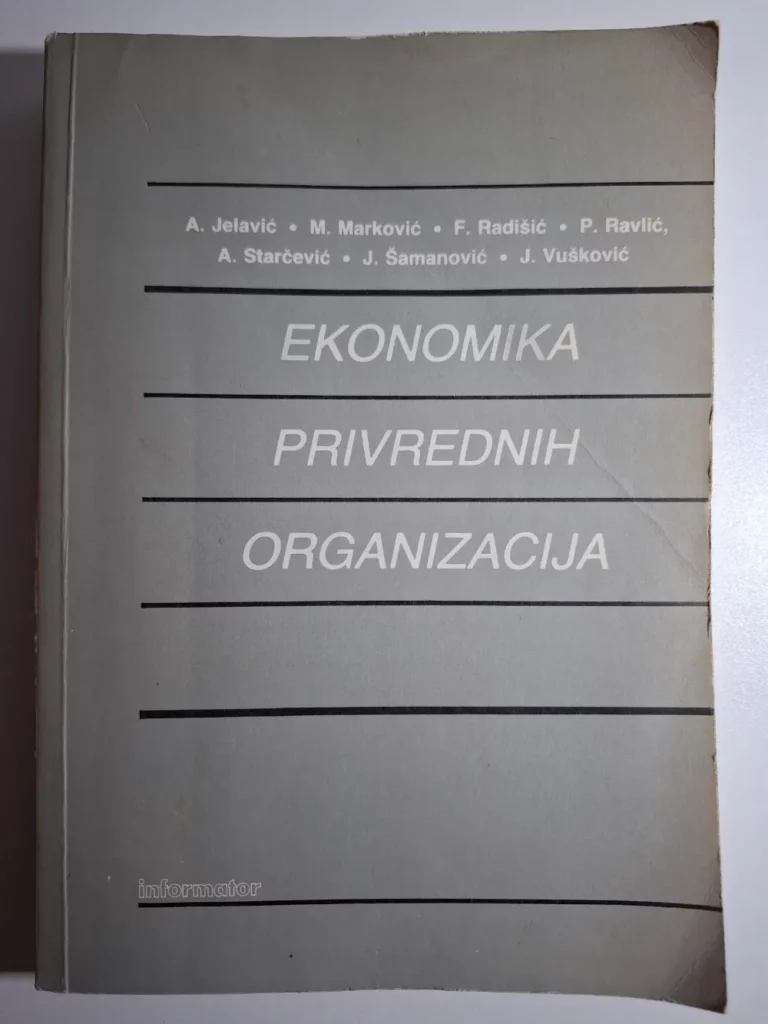 A. Jelavić • M. Marković • F. Radišić • P. Ravlić,
A. Starčević • J. Šamanović • J. Vušković
EKONOMIKA
PRIVREDNIH
ORGANIZACIJA
informator